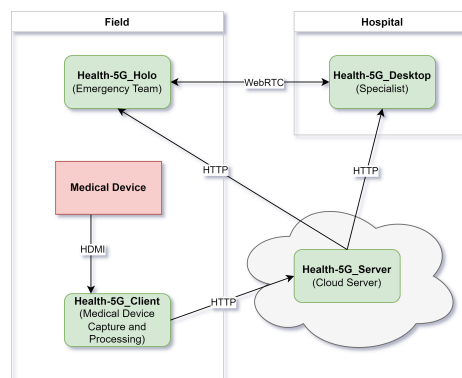 Field
Hospital
Health-5G_Holo
(Emergency Team)
WebRTC
Health-5G_Desktop
(Specialist)
HTTP
HTTP
Medical Device
HDMI
Health-5G_Server
(Cloud Server)
Health-5G_Client
(Medical Device
Capture and
Processing)
HTTP